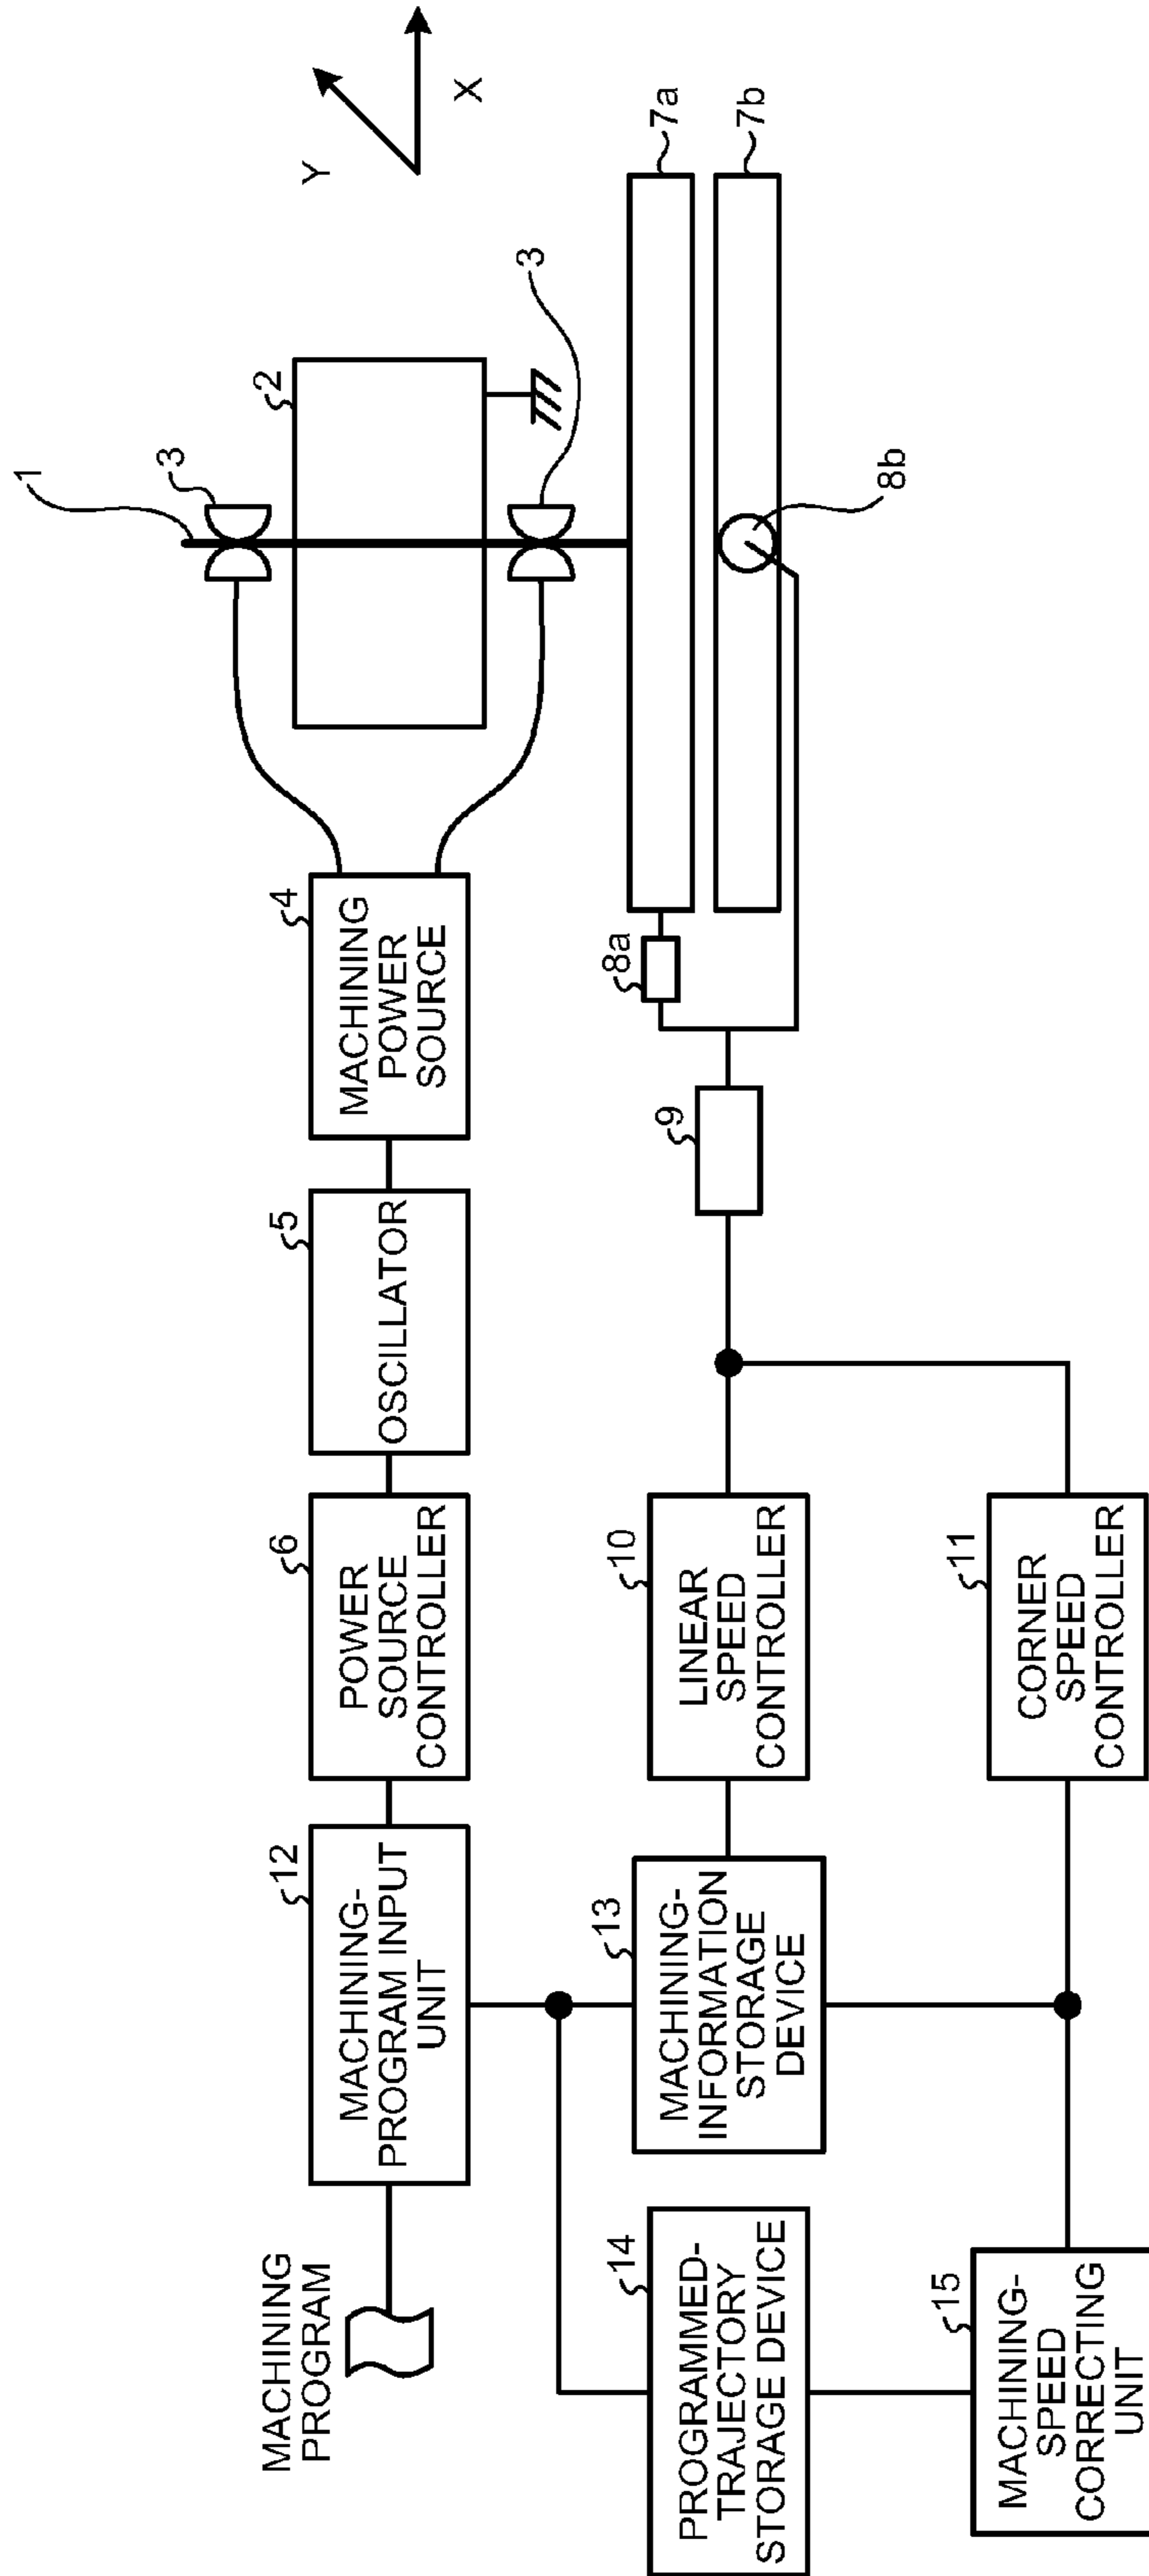 MACHINING
PROGRAM
12
MACHINING-
PROGRAM INPUT
UNIT
6
POWER
SOURCE
CONTROLLER
5
OSCILLATOR
4
MACHINING
POWER
SOURCE
1
3
2
3
Y
X
14
PROGRAMMED-
TRAJECTORY
STORAGE DEVICE
13
MACHINING-
INFORMATION
STORAGE
DEVICE
10
LINEAR
SPEED
CONTROLLER
9
8a
7a
7b
8b
15
MACHINING-
SPEED
CORRECTING
UNIT
11
CORNER
SPEED
CONTROLLER